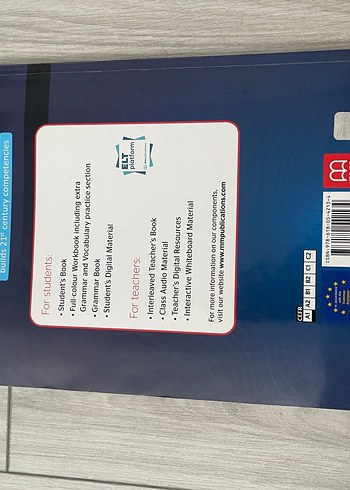 builds 21st century competencies
For students:
• Student's Book
• Full-colour Workbook including extra
Grammar and Vocabulary practice section
• Grammar Book
• Student's Digital Material
ELT
platform
For teachers:
• Interleaved Teacher's Book
• Class Audio Material
• Teacher's Digital Resources
• Interactive Whiteboard Material
For more information on our components,
visit our website www.mmpublications.com
CEFR
A1 A2 B1 B2 C1 C2